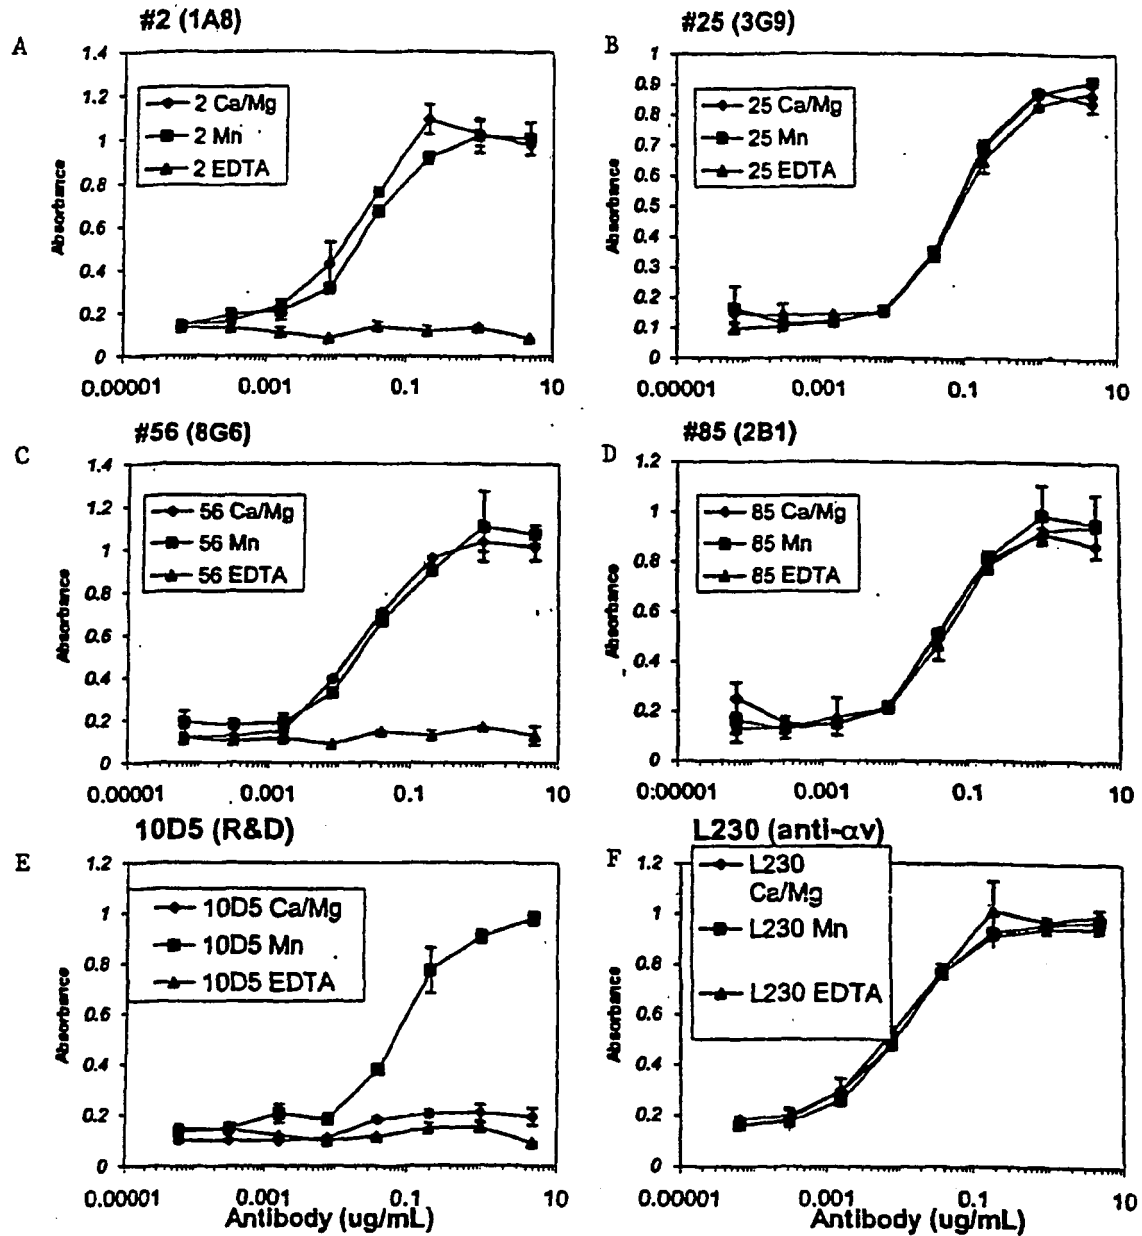 A
#2 (1A8)
1.4
1.2
1
0.8
0.6
0.4
0.2
0
Absorbance
2 Ca/Mg
2 Mn
2 EDTA
0.00001
0.001
0.1
10
B
#25 (3G9)
1
0.9
0.8
0.7
0.6
0.5
0.4
0.3
0.2
0.1
0
Absorbance
25 Ca/Mg
25 Mn
25 EDTA
0.00001
0.001
0.1
10
C
#56 (8G6)
1.4
1.2
1
0.8
0.6
0.4
0.2
0
Absorbance
56 Ca/Mg
56 Mn
56 EDTA
0.00001
0.001
0.1
10
D
#85 (2B1)
1.2
1
0.8
0.6
0.4
0.2
0
Absorbance
85 Ca/Mg
85 Mn
85 EDTA
0.00001
0.001
0.1
10
E
10D5 (R&D)
1.2
1
0.8
0.6
0.4
0.2
0
Absorbance
10D5 Ca/Mg
10D5 Mn
10D5 EDTA
0.00001
0.001
0.1
10
Antibody (ug/mL)
F
L230 (anti-αv)
1.2
1
0.8
0.6
0.4
0.2
0
Absorbance
L230
Ca/Mg
L230 Mn
L230 EDTA
0.00001
0.001
0.1
10
Antibody (ug/mL)